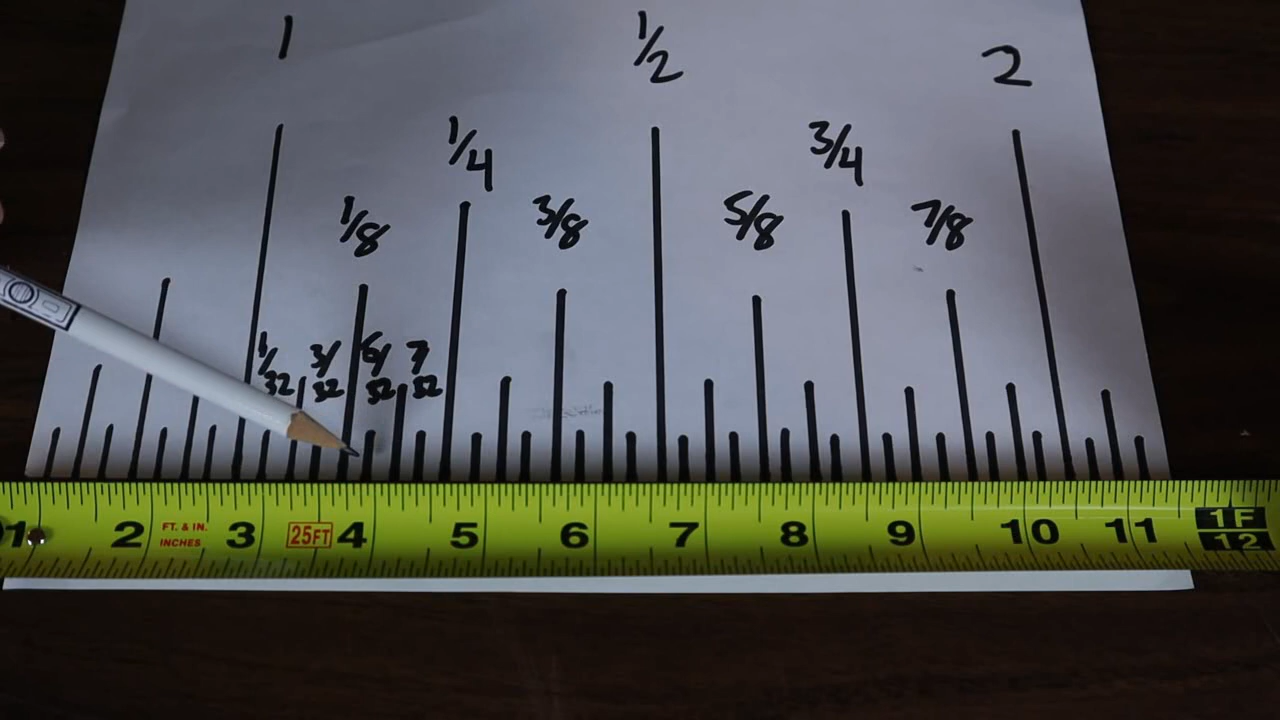 1 1/2 2
1/4 3/4
1/8 3/8 5/8 7/8
1/32 3/32 5/32 7/32
1 2 FT. & IN. INCHES 3 25FT 4 5 6 7 8 9 10 11 1F 12